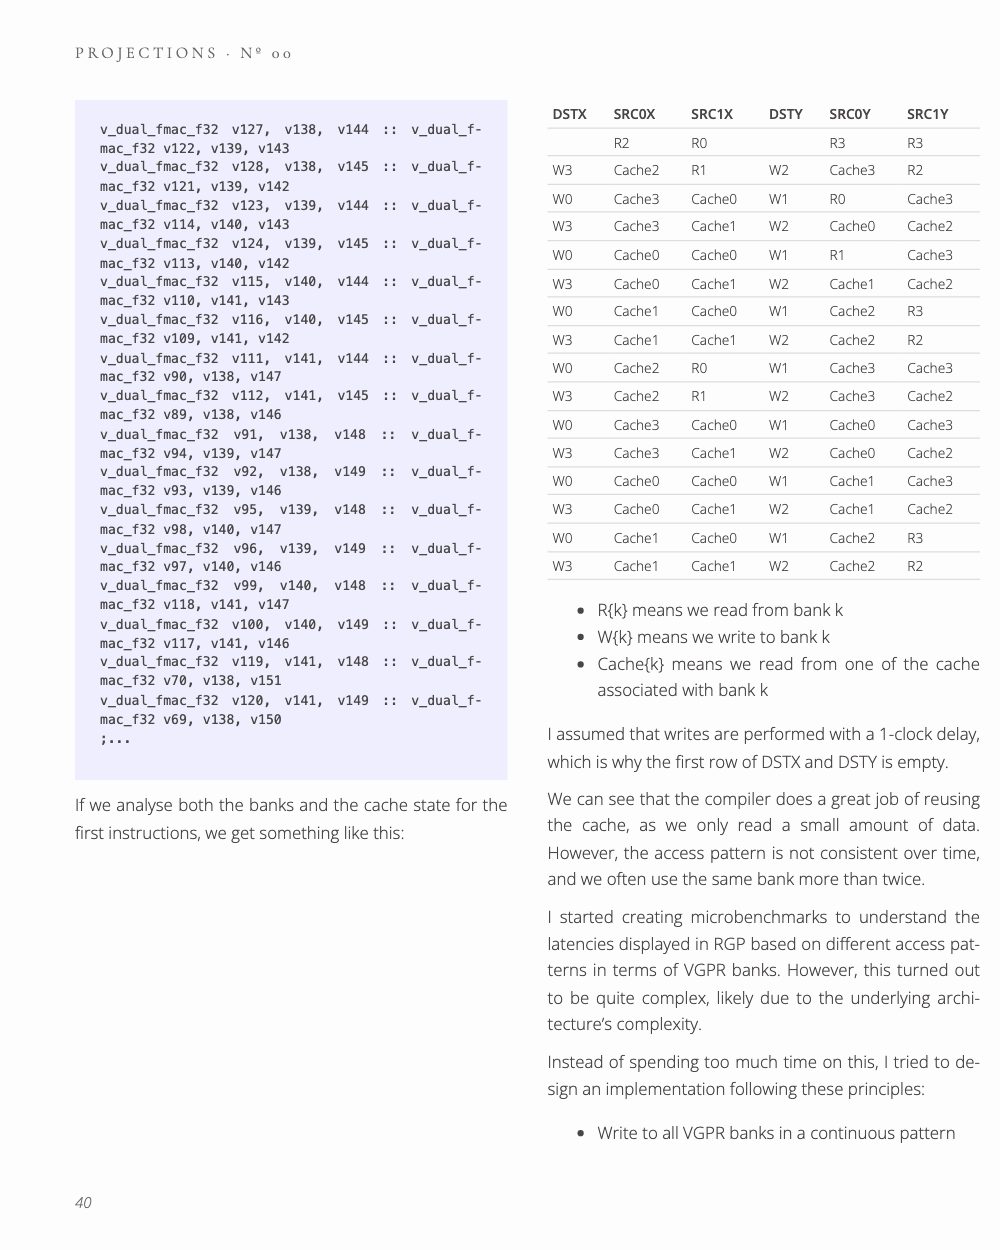 PROJECTIONS · Nº 00
v_dual_fmac_f32 v127, v138, v144 :: v_dual_f-
mac_f32 v122, v139, v143
v_dual_fmac_f32 v128, v138, v145 :: v_dual_f-
mac_f32 v121, v139, v142
v_dual_fmac_f32 v123, v139, v144 :: v_dual_f-
mac_f32 v114, v140, v143
v_dual_fmac_f32 v124, v139, v145 :: v_dual_f-
mac_f32 v113, v140, v142
v_dual_fmac_f32 v115, v140, v144 :: v_dual_f-
mac_f32 v110, v141, v143
v_dual_fmac_f32 v116, v140, v145 :: v_dual_f-
mac_f32 v109, v141, v142
v_dual_fmac_f32 v111, v141, v144 :: v_dual_f-
mac_f32 v90, v138, v147
v_dual_fmac_f32 v112, v141, v145 :: v_dual_f-
mac_f32 v89, v138, v146
v_dual_fmac_f32 v91, v138, v148 :: v_dual_f-
mac_f32 v94, v139, v147
v_dual_fmac_f32 v92, v138, v149 :: v_dual_f-
mac_f32 v93, v139, v146
v_dual_fmac_f32 v95, v139, v148 :: v_dual_f-
mac_f32 v98, v140, v147
v_dual_fmac_f32 v96, v139, v149 :: v_dual_f-
mac_f32 v97, v140, v146
v_dual_fmac_f32 v99, v140, v148 :: v_dual_f-
mac_f32 v118, v141, v147
v_dual_fmac_f32 v100, v140, v149 :: v_dual_f-
mac_f32 v117, v141, v146
v_dual_fmac_f32 v119, v141, v148 :: v_dual_f-
mac_f32 v70, v138, v151
v_dual_fmac_f32 v120, v141, v149 :: v_dual_f-
mac_f32 v69, v138, v150
;...
If we analyse both the banks and the cache state for the
first instructions, we get something like this:
DSTX SRC0X SRC1X DSTY SRC0Y SRC1Y
R2 R0 R3 R3
W3 Cache2 R1 W2 Cache3 R2
W0 Cache3 Cache0 W1 R0 Cache3
W3 Cache3 Cache1 W2 Cache0 Cache2
W0 Cache0 Cache0 W1 R1 Cache3
W3 Cache0 Cache1 W2 Cache1 Cache2
W0 Cache1 Cache0 W1 Cache2 R3
W3 Cache1 Cache1 W2 Cache2 R2
W0 Cache2 R0 W1 Cache3 Cache3
W3 Cache2 R1 W2 Cache3 Cache2
W0 Cache3 Cache0 W1 Cache0 Cache3
W3 Cache3 Cache1 W2 Cache0 Cache2
W0 Cache0 Cache0 W1 Cache1 Cache3
W3 Cache0 Cache1 W2 Cache1 Cache2
W0 Cache1 Cache0 W1 Cache2 R3
W3 Cache1 Cache1 W2 Cache2 R2
• R{k} means we read from bank k
• W{k} means we write to bank k
• Cache{k} means we read from one of the cache
associated with bank k
I assumed that writes are performed with a 1-clock delay,
which is why the first row of DSTX and DSTY is empty.
We can see that the compiler does a great job of reusing
the cache, as we only read a small amount of data.
However, the access pattern is not consistent over time,
and we often use the same bank more than twice.
I started creating microbenchmarks to understand the
latencies displayed in RGP based on different access pat-
terns in terms of VGPR banks. However, this turned out
to be quite complex, likely due to the underlying archi-
tecture's complexity.
Instead of spending too much time on this, I tried to de-
sign an implementation following these principles:
• Write to all VGPR banks in a continuous pattern
40